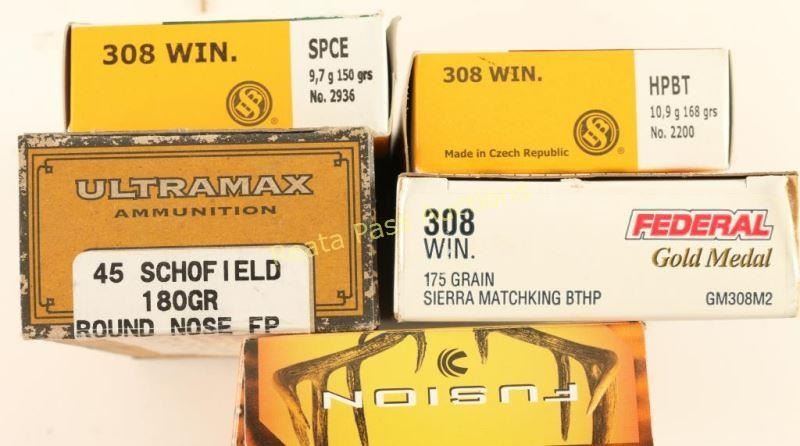 308 WIN.
SPCE
9,7 g 150 grs
No. 2936
308 WIN.
HPBT
10,9 g 168 grs
No. 2200
Made in Czech Republic
ULTRAMAX
AMMUNITION
45 SCHOFIELD
180GR
ROUND NOSE FP
308
WIN.
175 GRAIN
SIERRA MATCHKING BTHP
FEDERAL
Gold Medal
GM308M2
FUSION